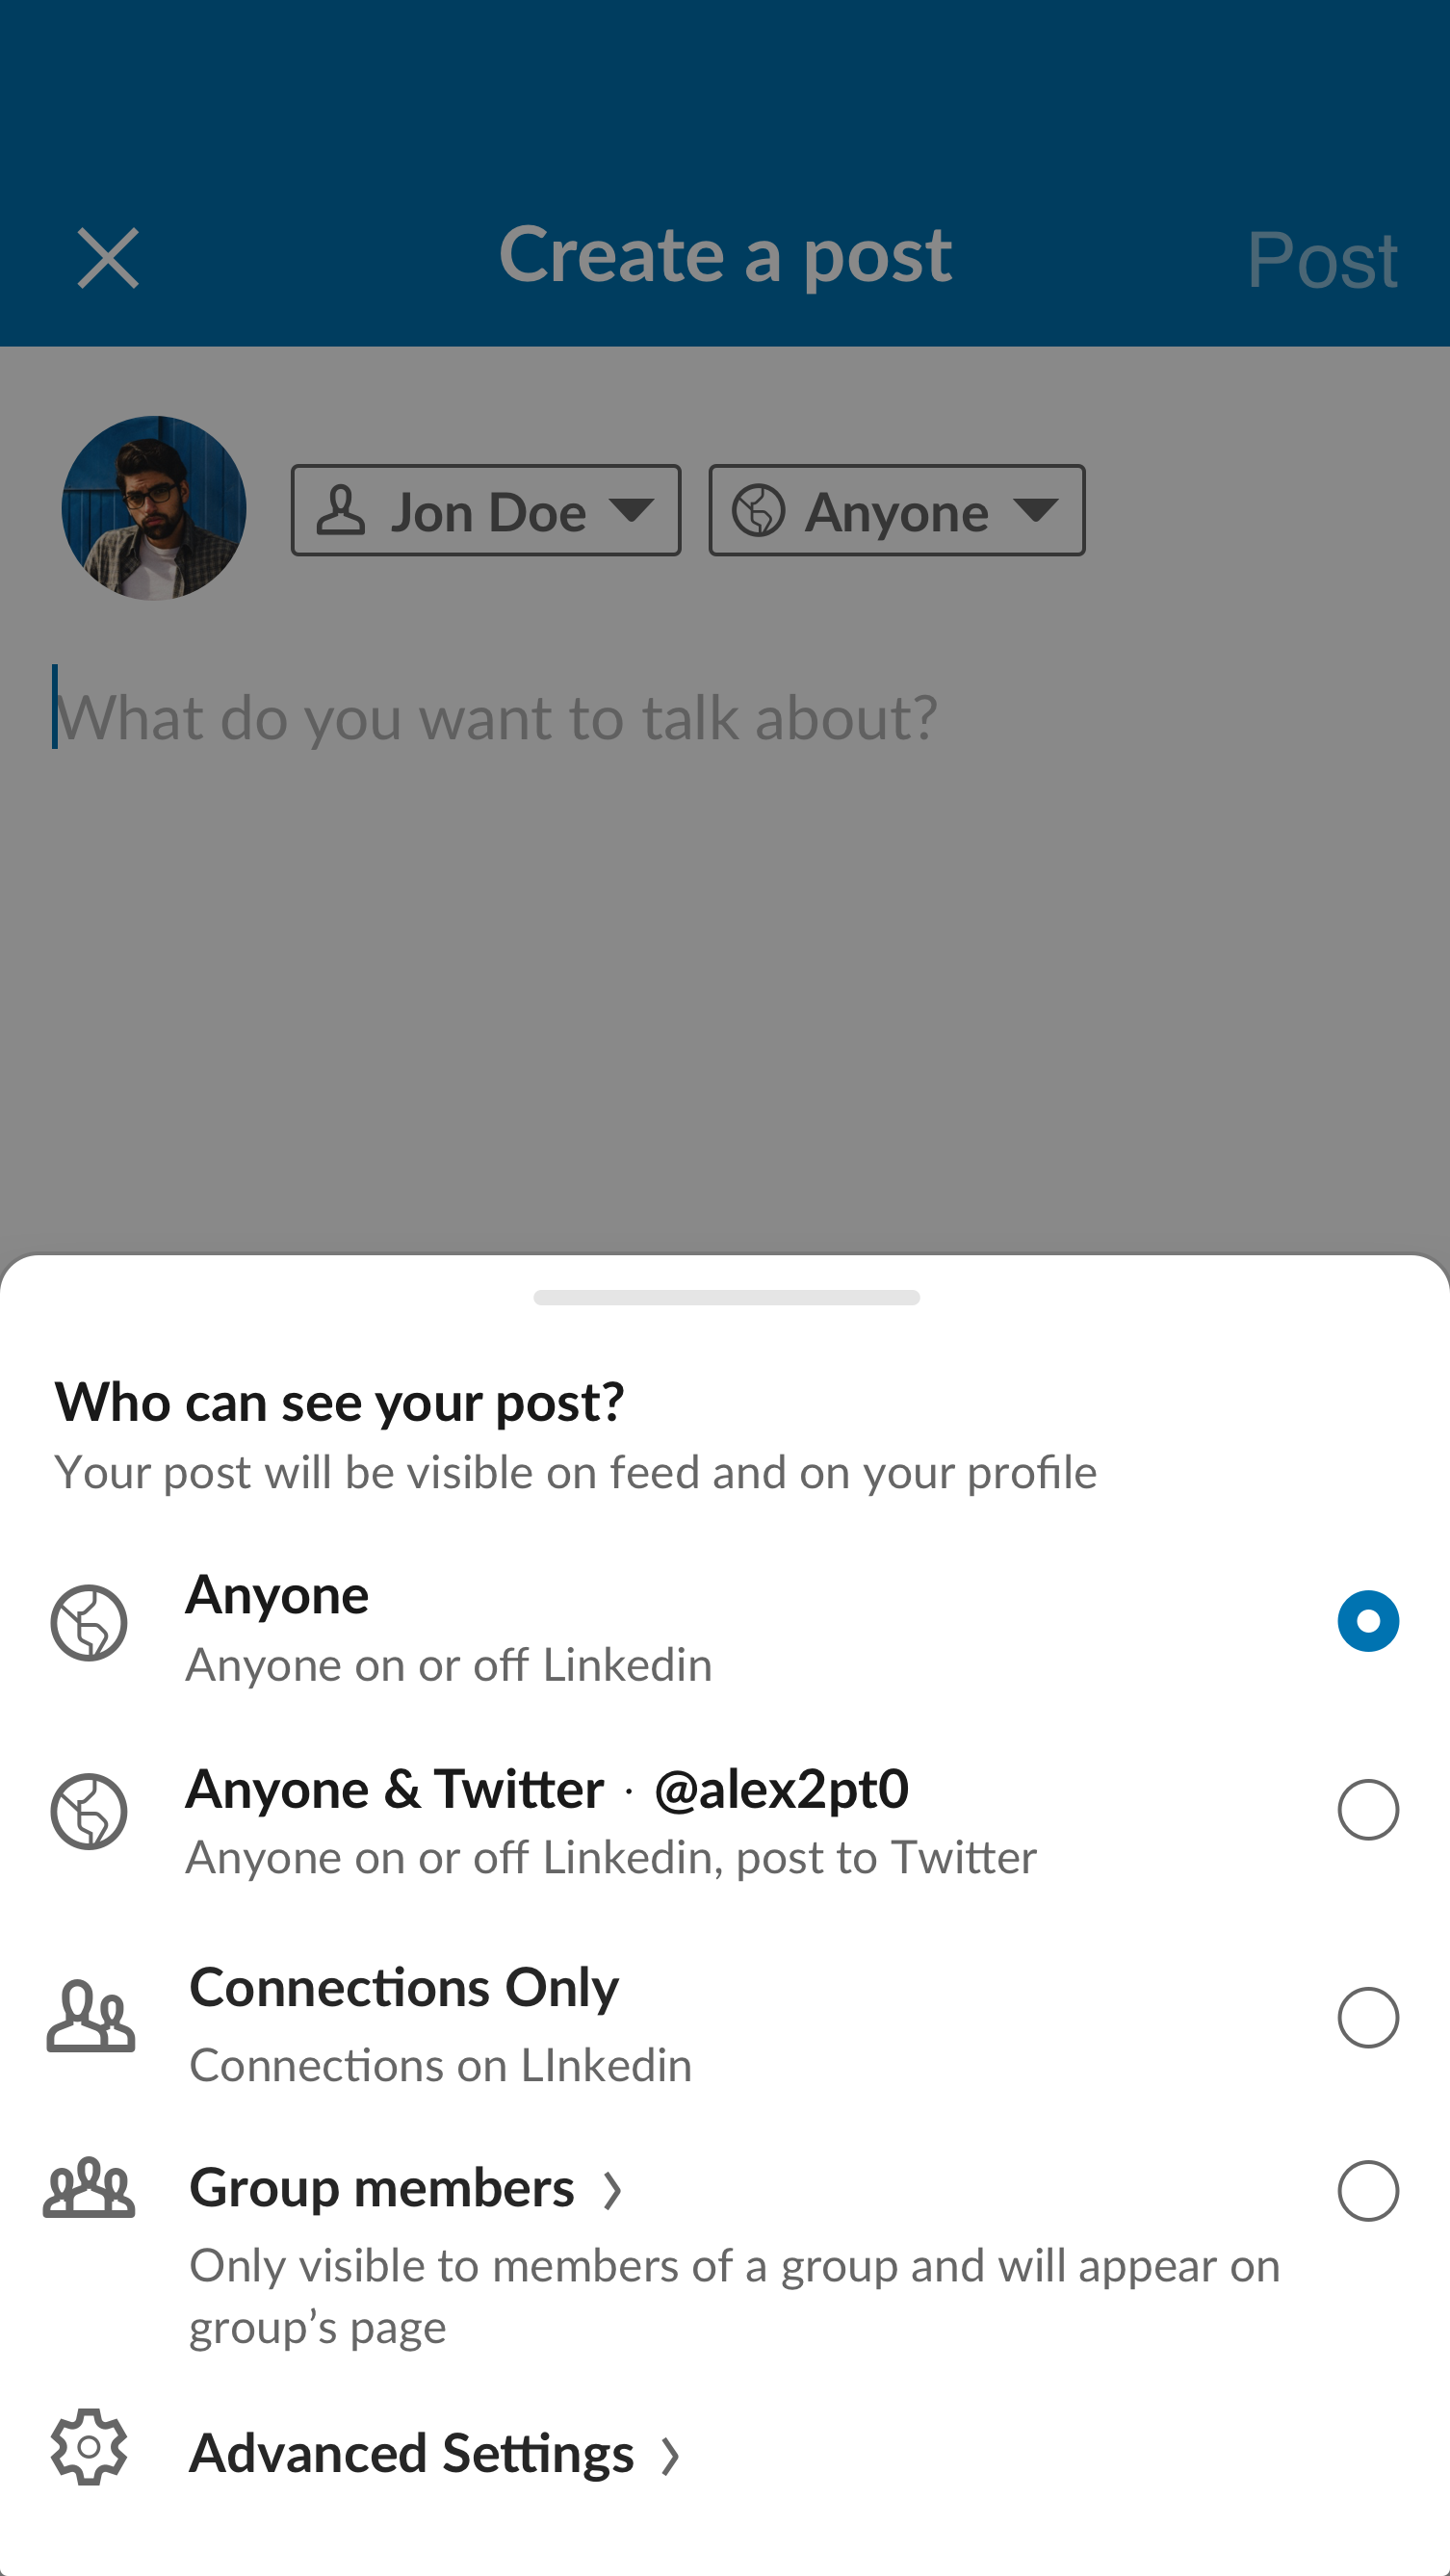 Create a post
Post
Jon Doe
Anyone
What do you want to talk about?
Who can see your post?
Your post will be visible on feed and on your profile
Anyone
Anyone on or off Linkedin
Anyone & Twitter · @alex2pt0
Anyone on or off Linkedin, post to Twitter
Connections Only
Connections on LInkedin
Group members
Only visible to members of a group and will appear on
group’s page
Advanced Settings